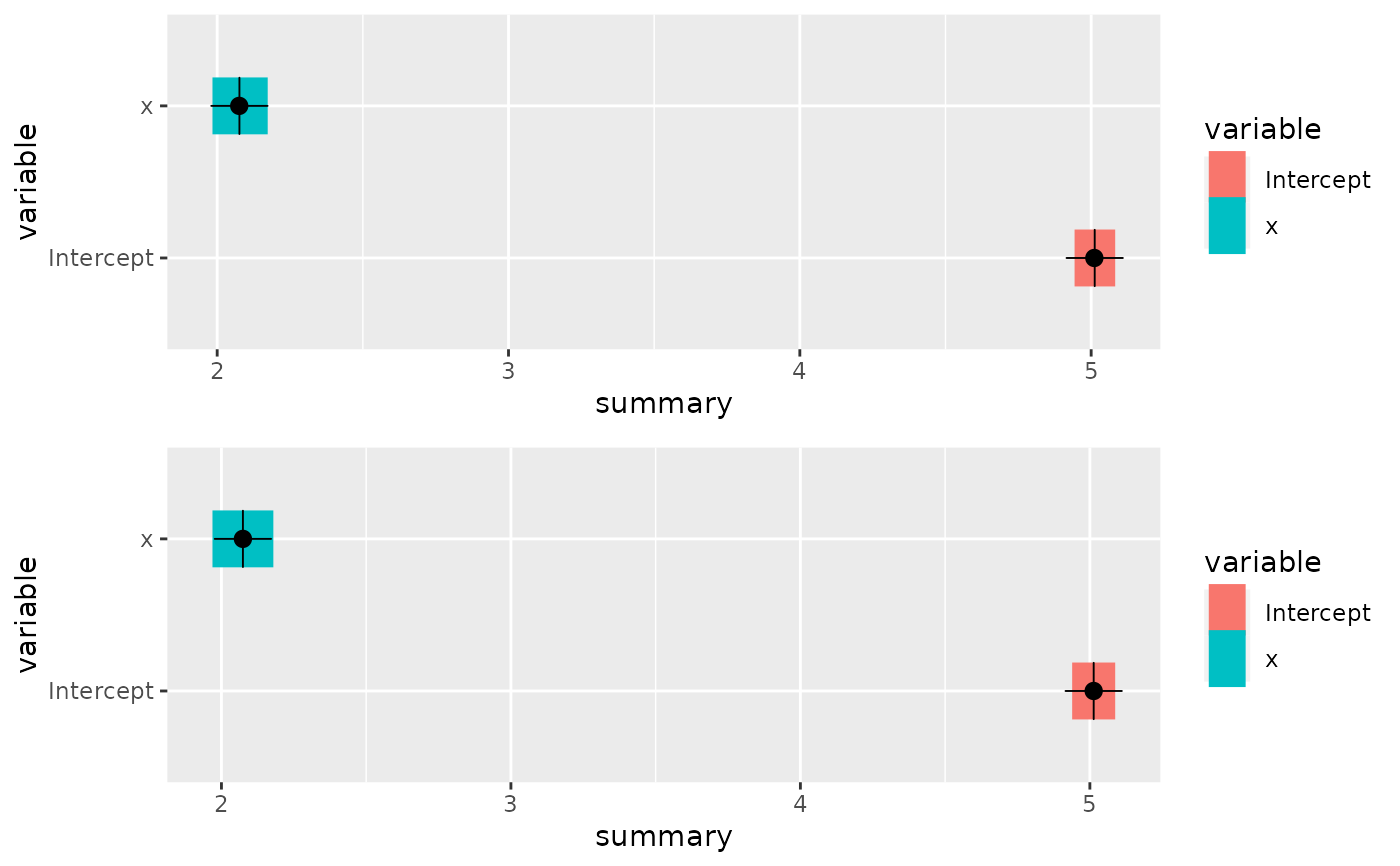 variable
x
Intercept
2 3 4 5
summary
variable
Intercept
x
variable
x
Intercept
2 3 4 5
summary
variable
Intercept
x